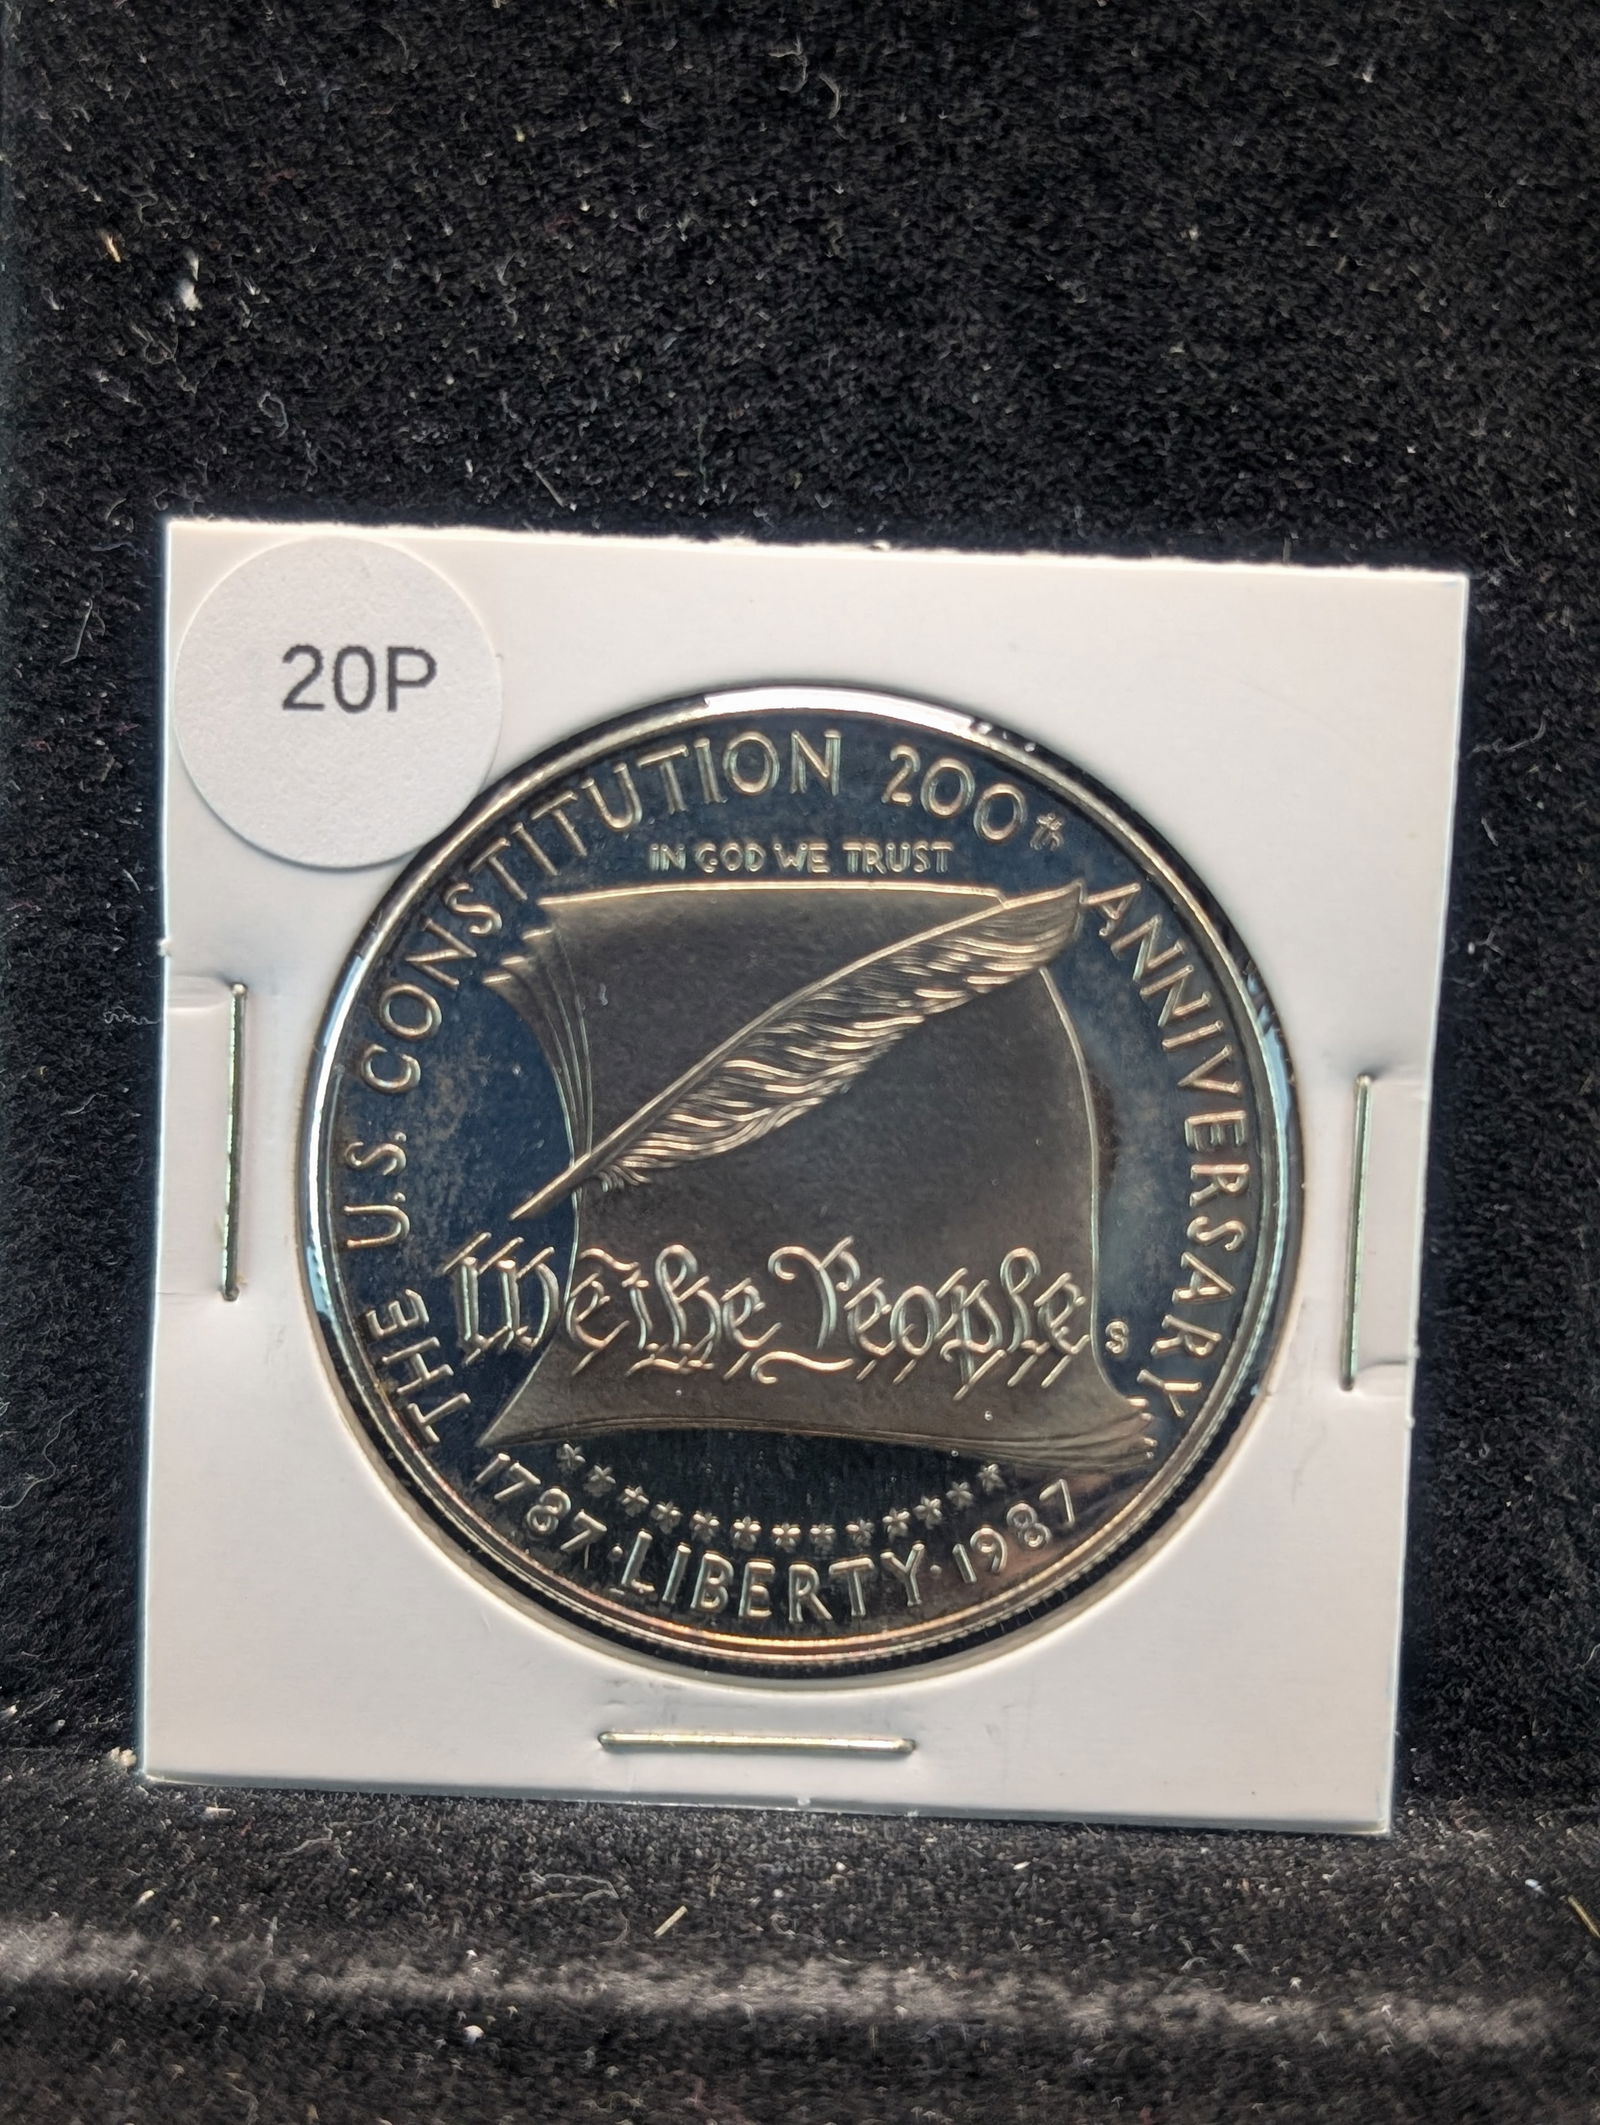 20P
THE U.S. CONSTITUTION 200th ANNIVERSARY
IN GOD WE TRUST
We the People
S
1787 · LIBERTY · 1987